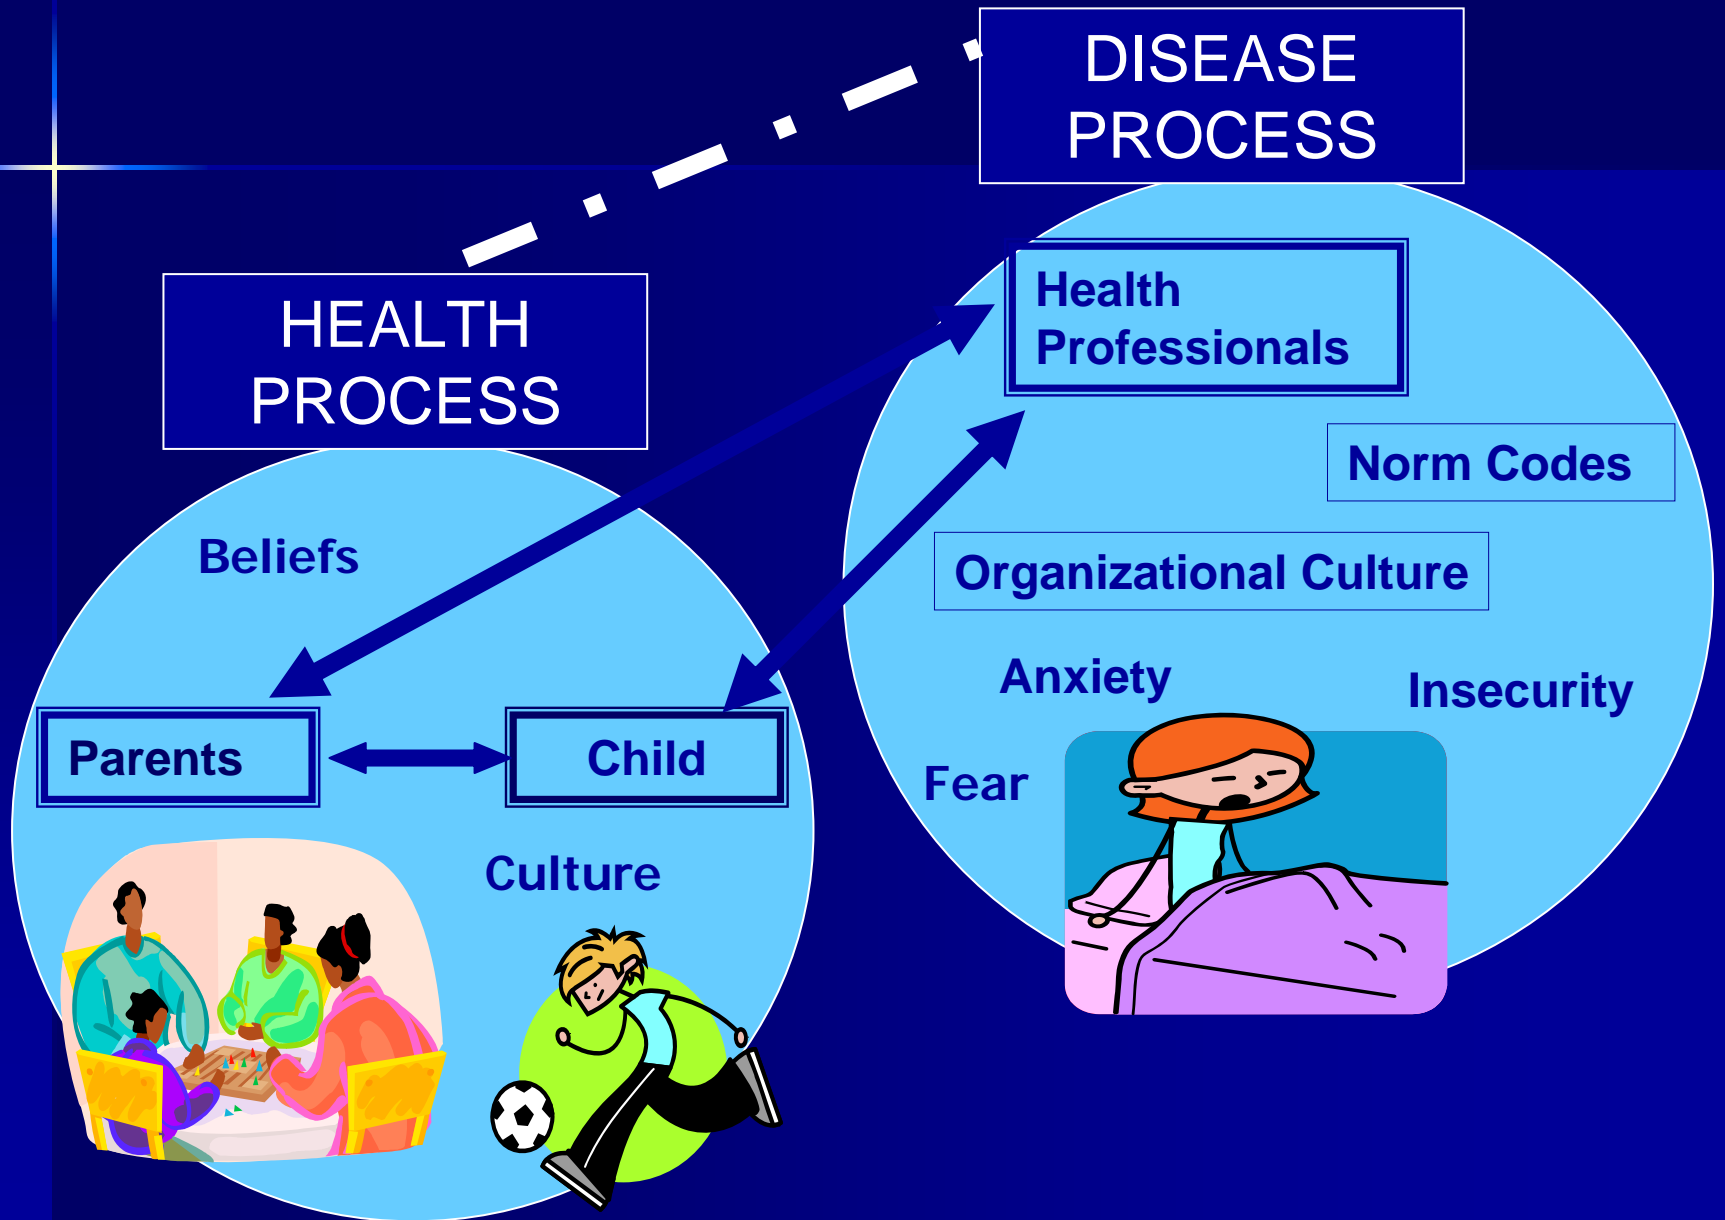 DISEASE
PROCESS
HEALTH
PROCESS
Health
Professionals
Norm Codes
Organizational Culture
Beliefs
Anxiety
Insecurity
Parents
Child
Fear
Culture